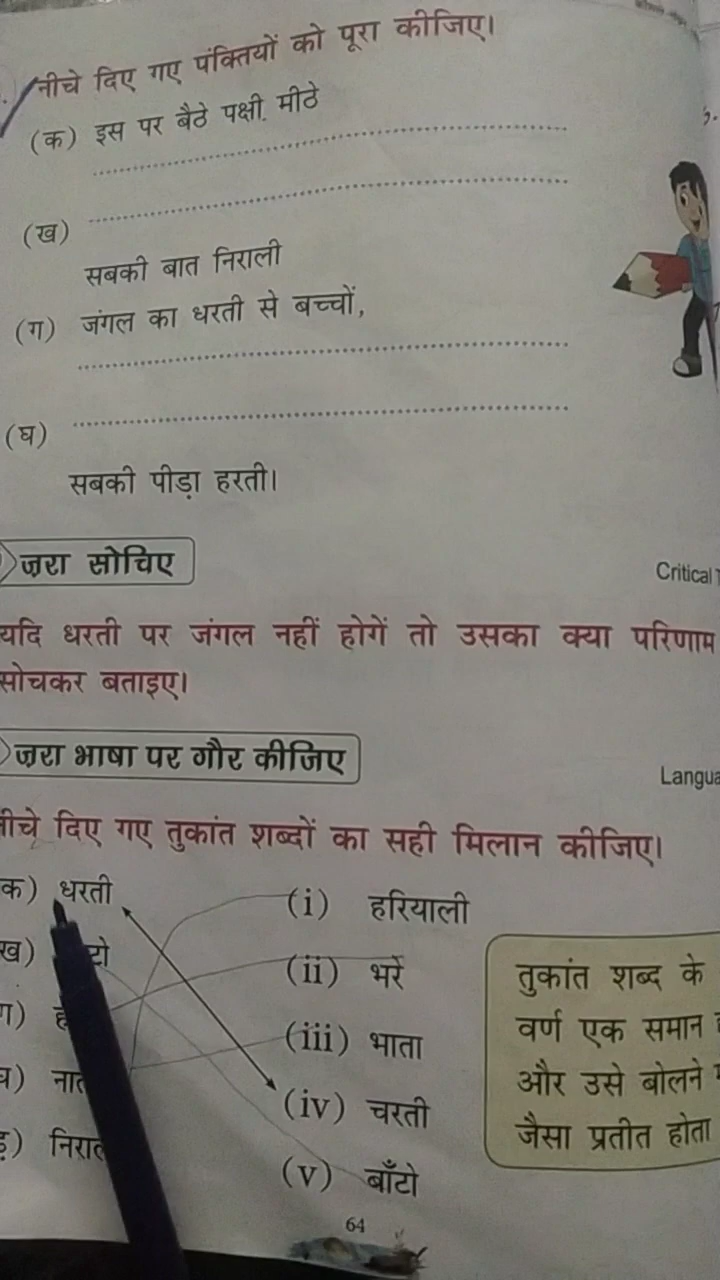 नीचे दिए गए पंक्तियों को पूरा कीजिए।
(क) इस पर बैठे पक्षी मीठे
(ख)
सबकी बात निराली
(ग) जंगल का धरती से बच्चों,
(घ)
सबकी पीड़ा हरती।
ज़रा सोचिए
Critical
यदि धरती पर जंगल नहीं होगें तो उसका क्या परिणाम
सोचकर बताइए।
ज़रा भाषा पर गौर कीजिए
नीचे दिए गए तुकांत शब्दों का सही मिलान कीजिए।
क) धरती (i) हरियाली
ख) (ii) भरे
(iii) भाता
(iv) चरती
(v) बाँटो
तुकांत शब्द के
वर्ण एक समान
और उसे बोलने
जैसा प्रतीत होता
64